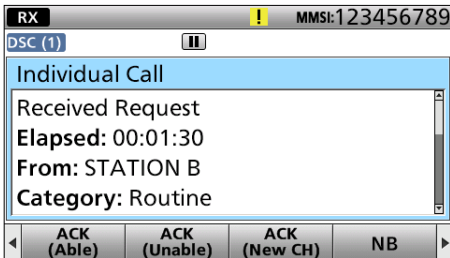 RX ! MMSI:123456789
DSC (1)
Individual Call
Received Request
Elapsed: 00:01:30
From: STATION B
Category: Routine
ACK (Able) ACK (Unable) ACK (New CH) NB